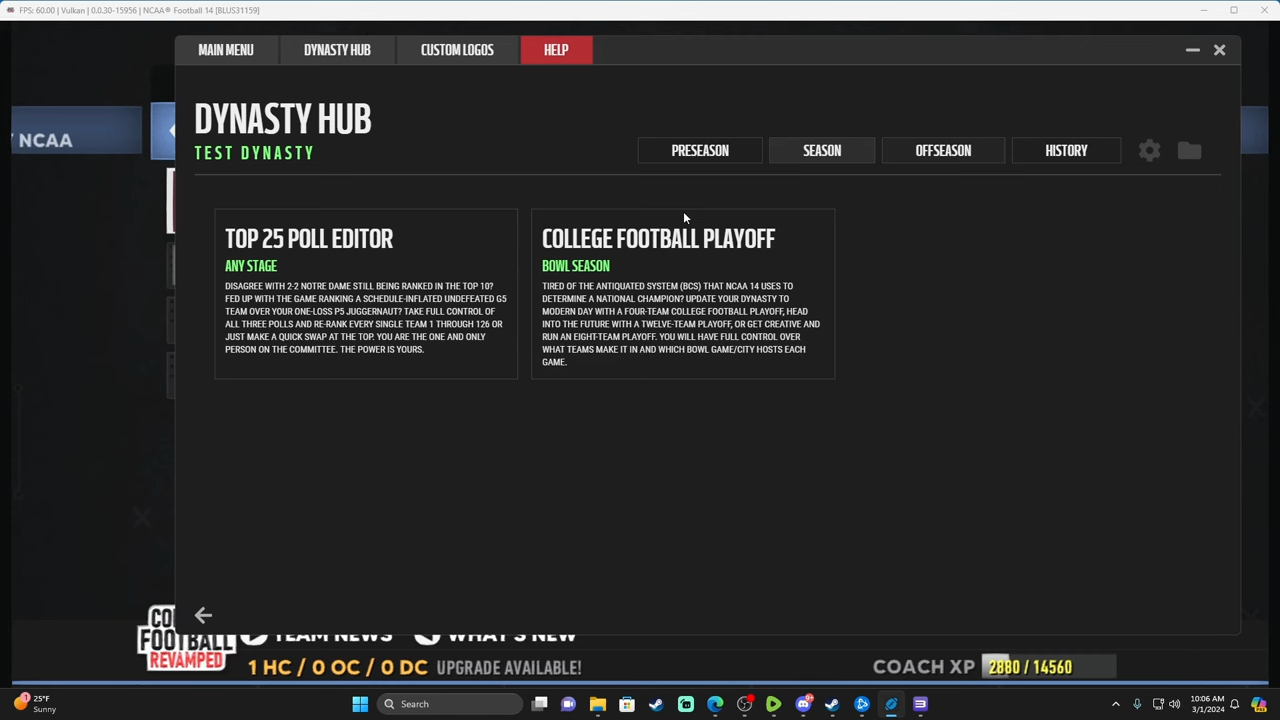 FPS: 60.00 | Vulkan | 0.0.30-15956 | NCAA® Football 14 [BLUS31159]
MAIN MENU
DYNASTY HUB
CUSTOM LOGOS
HELP
DYNASTY HUB
TEST DYNASTY
PRESEASON
SEASON
OFFSEASON
HISTORY
NCAA
TOP 25 POLL EDITOR
ANY STAGE
DISAGREE WITH 2-2 NOTRE DAME STILL BEING RANKED IN THE TOP 10?
FED UP WITH THE GAME RANKING A SCHEDULE-INFLATED UNDEFEATED G5
TEAM OVER YOUR ONE-LOSS P5 JUGGERNAUT? TAKE FULL CONTROL OF
ALL THREE POLLS AND RE-RANK EVERY SINGLE TEAM 1 THROUGH 126 OR
JUST MAKE A QUICK SWAP AT THE TOP. YOU ARE THE ONE AND ONLY
PERSON ON THE COMMITTEE. THE POWER IS YOURS.
COLLEGE FOOTBALL PLAYOFF
BOWL SEASON
TIRED OF THE ANTIQUATED SYSTEM (BCS) THAT NCAA 14 USES TO
DETERMINE A NATIONAL CHAMPION? UPDATE YOUR DYNASTY TO
MODERN DAY WITH A FOUR-TEAM COLLEGE FOOTBALL PLAYOFF, HEAD
INTO THE FUTURE WITH A TWELVE-TEAM PLAYOFF, OR GET CREATIVE AND
RUN AN EIGHT-TEAM PLAYOFF. YOU WILL HAVE FULL CONTROL OVER
WHAT TEAMS MAKE IT IN AND WHICH BOWL GAME/CITY HOSTS EACH
GAME.
FOOTBALL
REVAMPED
TEAM NEWS
WHAT'S NEW
1 HC / 0 OC / 0 DC UPGRADE AVAILABLE!
COACH XP 2880 / 14560
1
25°F
Sunny
Search
10:06 AM
3/1/2024